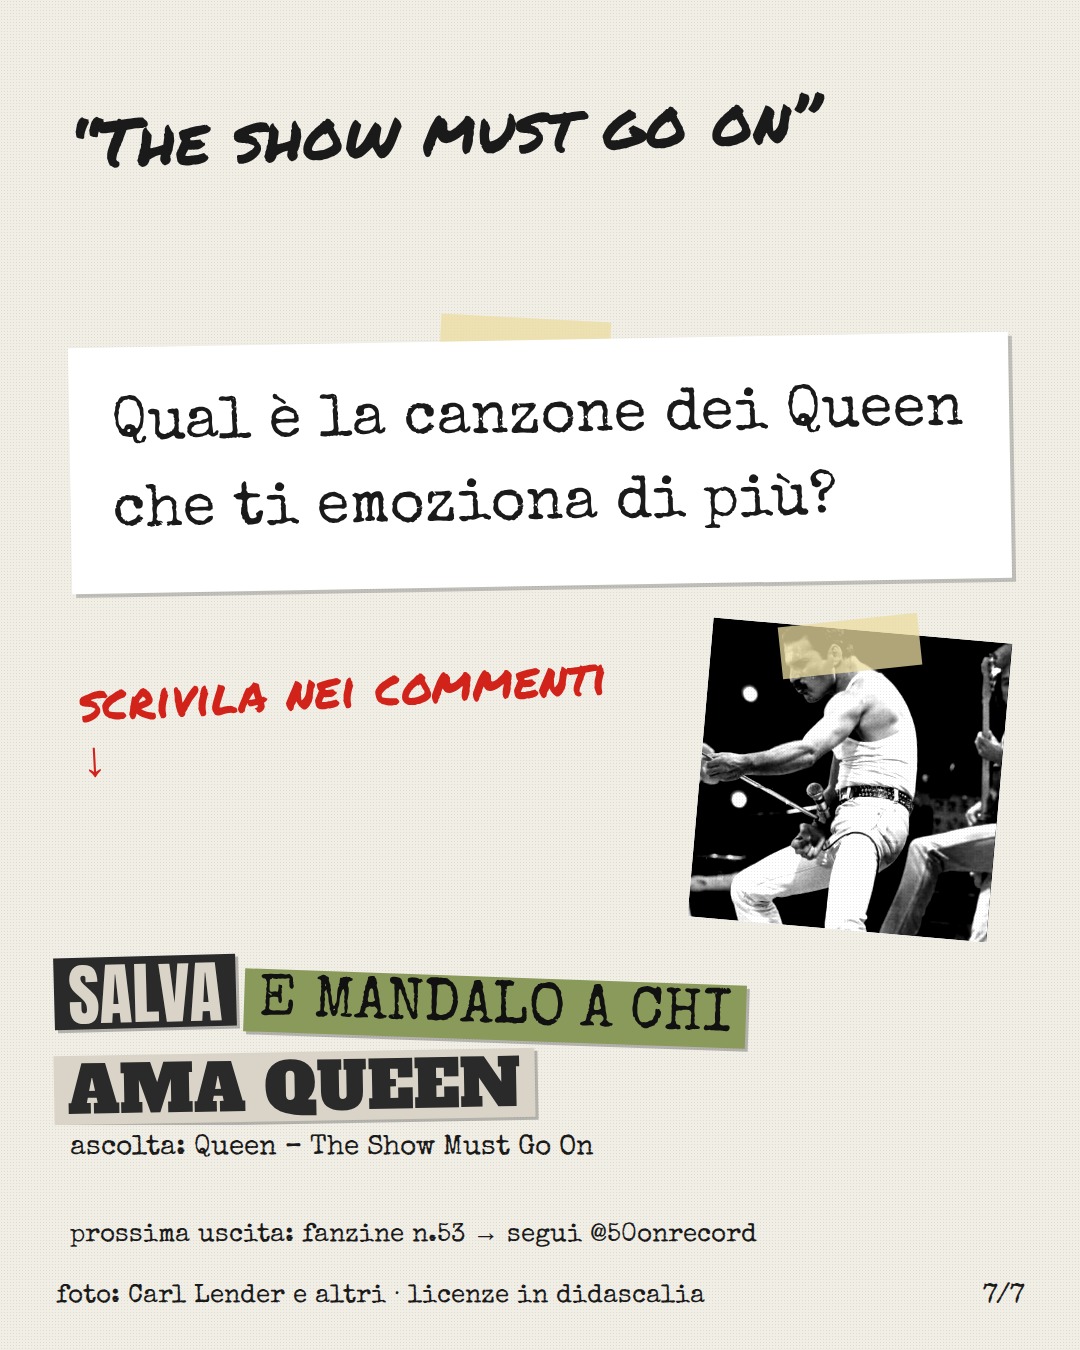 “The show must go on”
Qual è la canzone dei Queen
che ti emoziona di più?
scrivila nei commenti
↓
SALVA E MANDALO A CHI
AMA QUEEN
ascolta: Queen – The Show Must Go On
prossima uscita: fanzine n.53 → segui @50onrecord
foto: Carl Lender e altri · licenze in didascalia
7/7